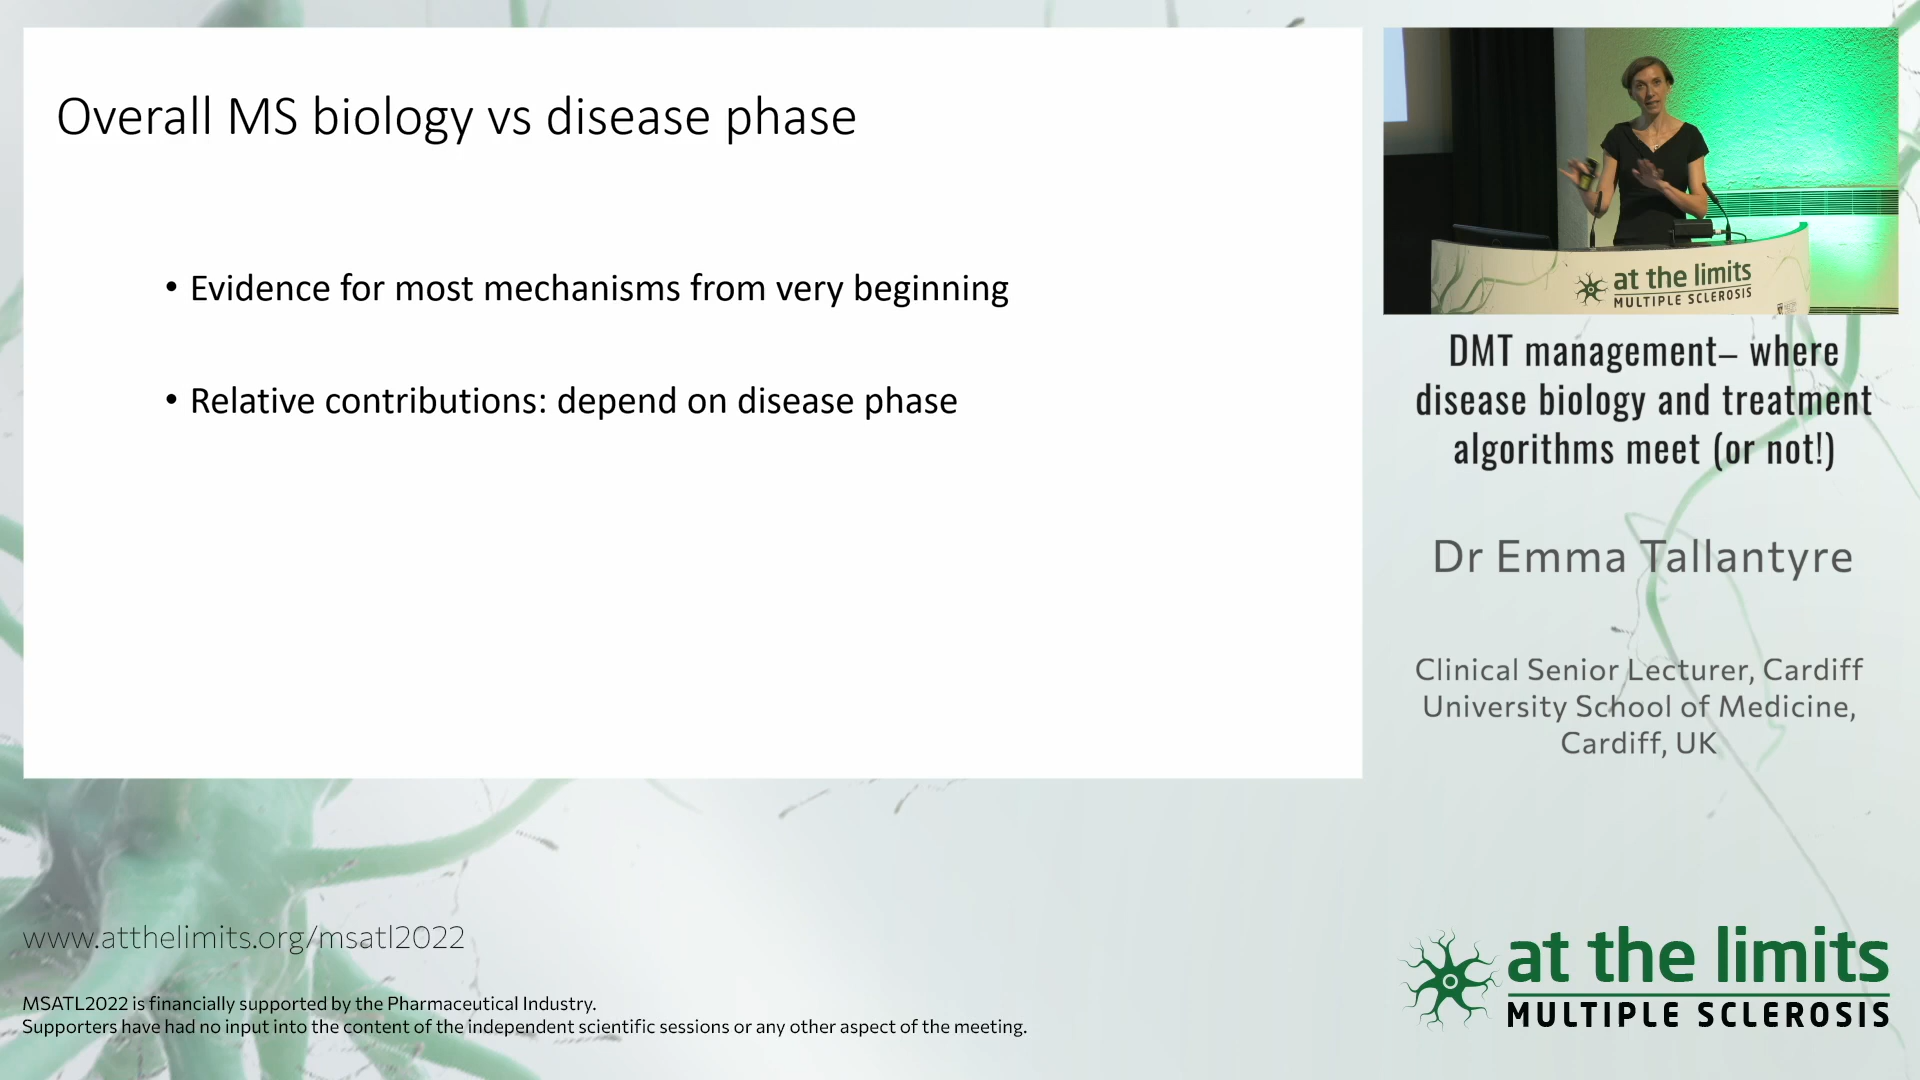 Overall MS biology vs disease phase
• Evidence for most mechanisms from very beginning
• Relative contributions: depend on disease phase
at the limits
MULTIPLE SCLEROSIS
DMT management– where
disease biology and treatment
algorithms meet (or not!)
Dr Emma Tallantyre
Clinical Senior Lecturer, Cardiff
University School of Medicine,
Cardiff, UK
www.atthelimits.org/msatl2022
MSATL2022 is financially supported by the Pharmaceutical Industry.
Supporters have had no input into the content of the independent scientific sessions or any other aspect of the meeting.
at the limits
MULTIPLE SCLEROSIS